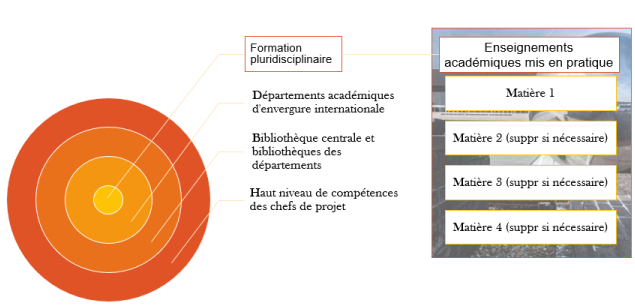 Formation
pluridisciplinaire
Départements académiques
d'envergure internationale
Bibliothèque centrale et
bibliothèques des
départements
Haut niveau de compétences
des chefs de projet
Enseignements
académiques mis en pratique
Matière 1
Matière 2 (suppr si nécessaire)
Matière 3 (suppr si nécessaire)
Matière 4 (suppr si nécessaire)